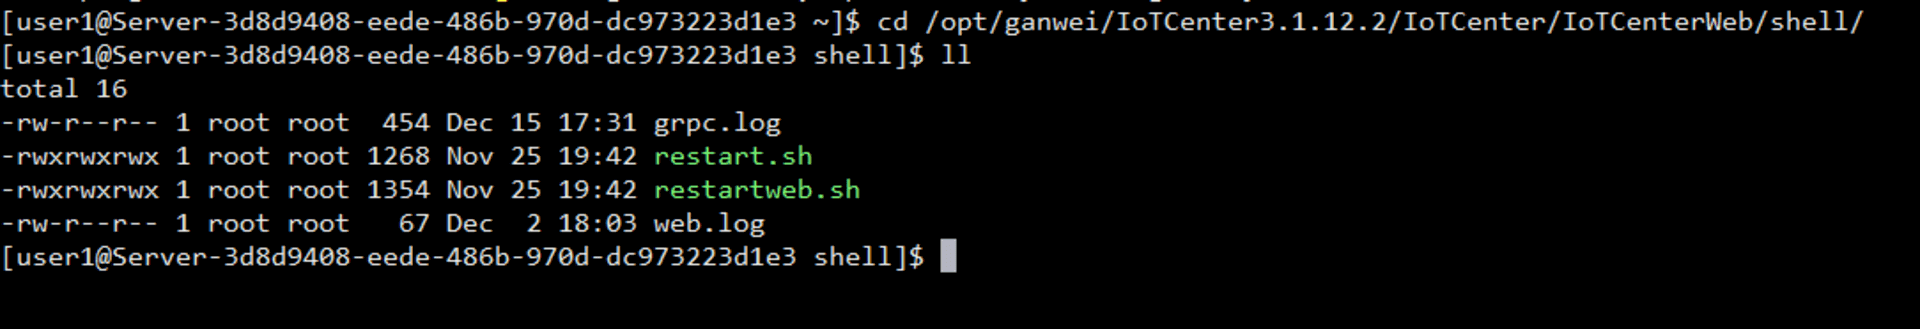 [user1@Server-3d8d9408-eede-486b-970d-dc973223d1e3 ~]$ cd /opt/ganwei/IoTCenter3.1.12.2/IoTCenter/IoTCenterWeb/shell/
[user1@Server-3d8d9408-eede-486b-970d-dc973223d1e3 shell]$ ll
total 16
-rw-r--r-- 1 root root  454 Dec 15 17:31 grpc.log
-rwxrwxrwx 1 root root 1268 Nov 25 19:42 restart.sh
-rwxrwxrwx 1 root root 1354 Nov 25 19:42 restartweb.sh
-rw-r--r-- 1 root root   67 Dec  2 18:03 web.log
[user1@Server-3d8d9408-eede-486b-970d-dc973223d1e3 shell]$